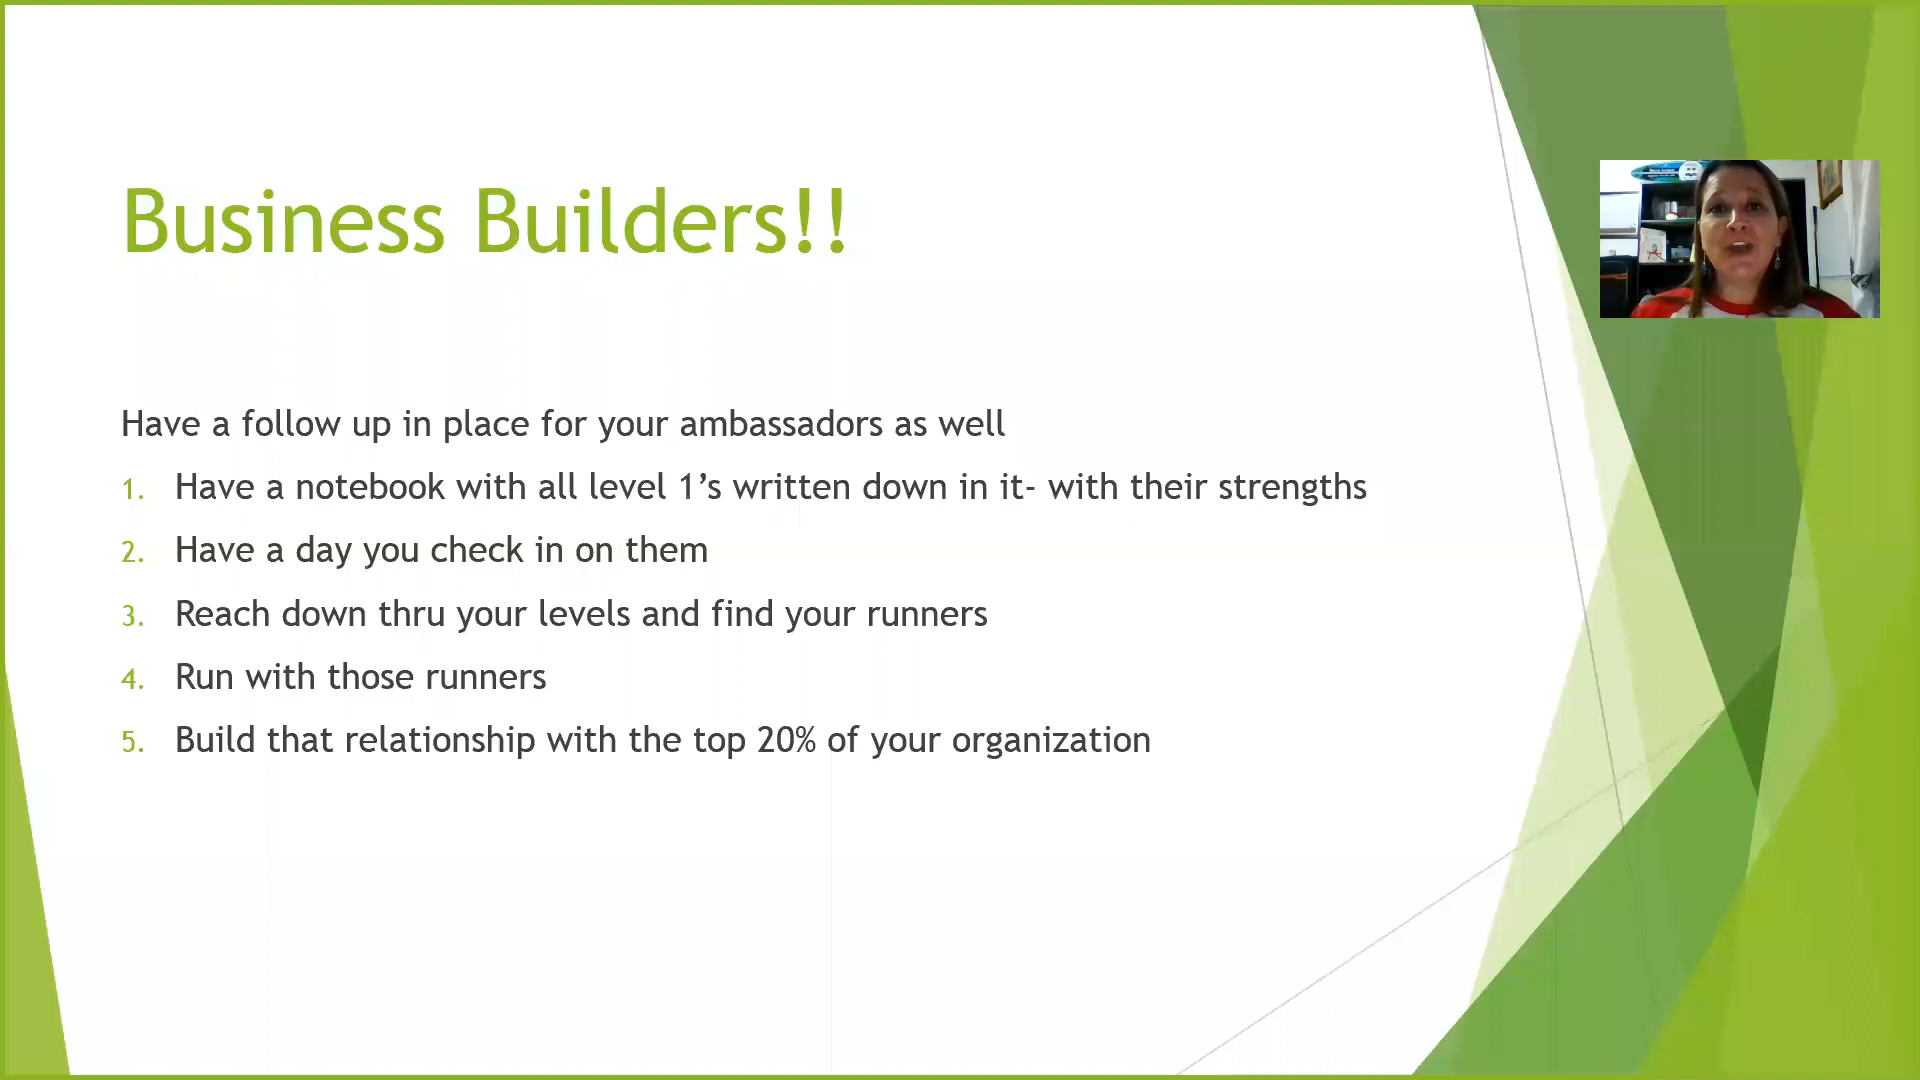 Business Builders!!
Have a follow up in place for your ambassadors as well
1. Have a notebook with all level 1’s written down in it- with their strengths
2. Have a day you check in on them
3. Reach down thru your levels and find your runners
4. Run with those runners
5. Build that relationship with the top 20% of your organization